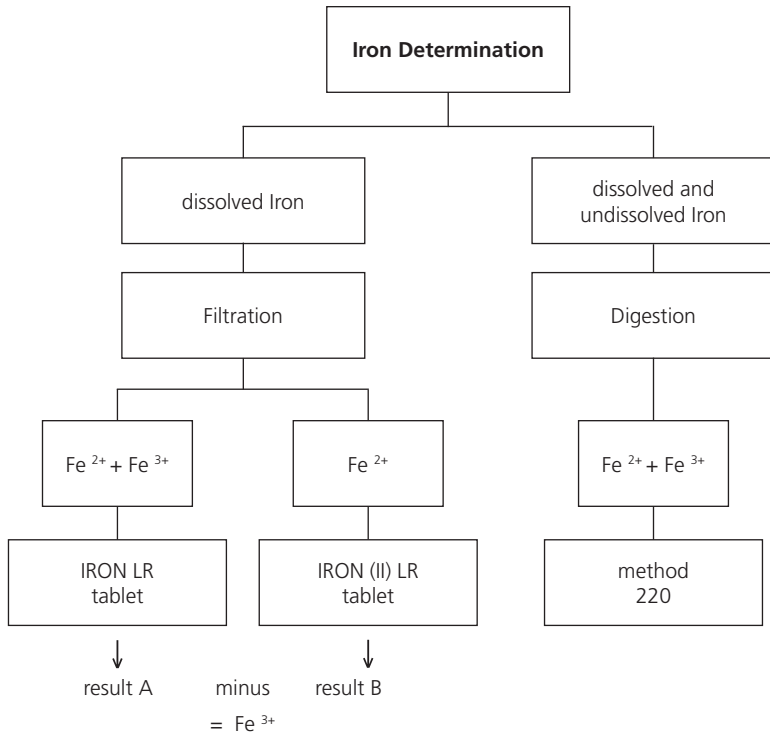 Iron Determination
dissolved Iron
dissolved and
undissolved Iron
Filtration
Digestion
Fe ²⁺ + Fe ³⁺
Fe ²⁺
Fe ²⁺ + Fe ³⁺
IRON LR
tablet
IRON (II) LR
tablet
method
220
result A minus result B
= Fe ³⁺